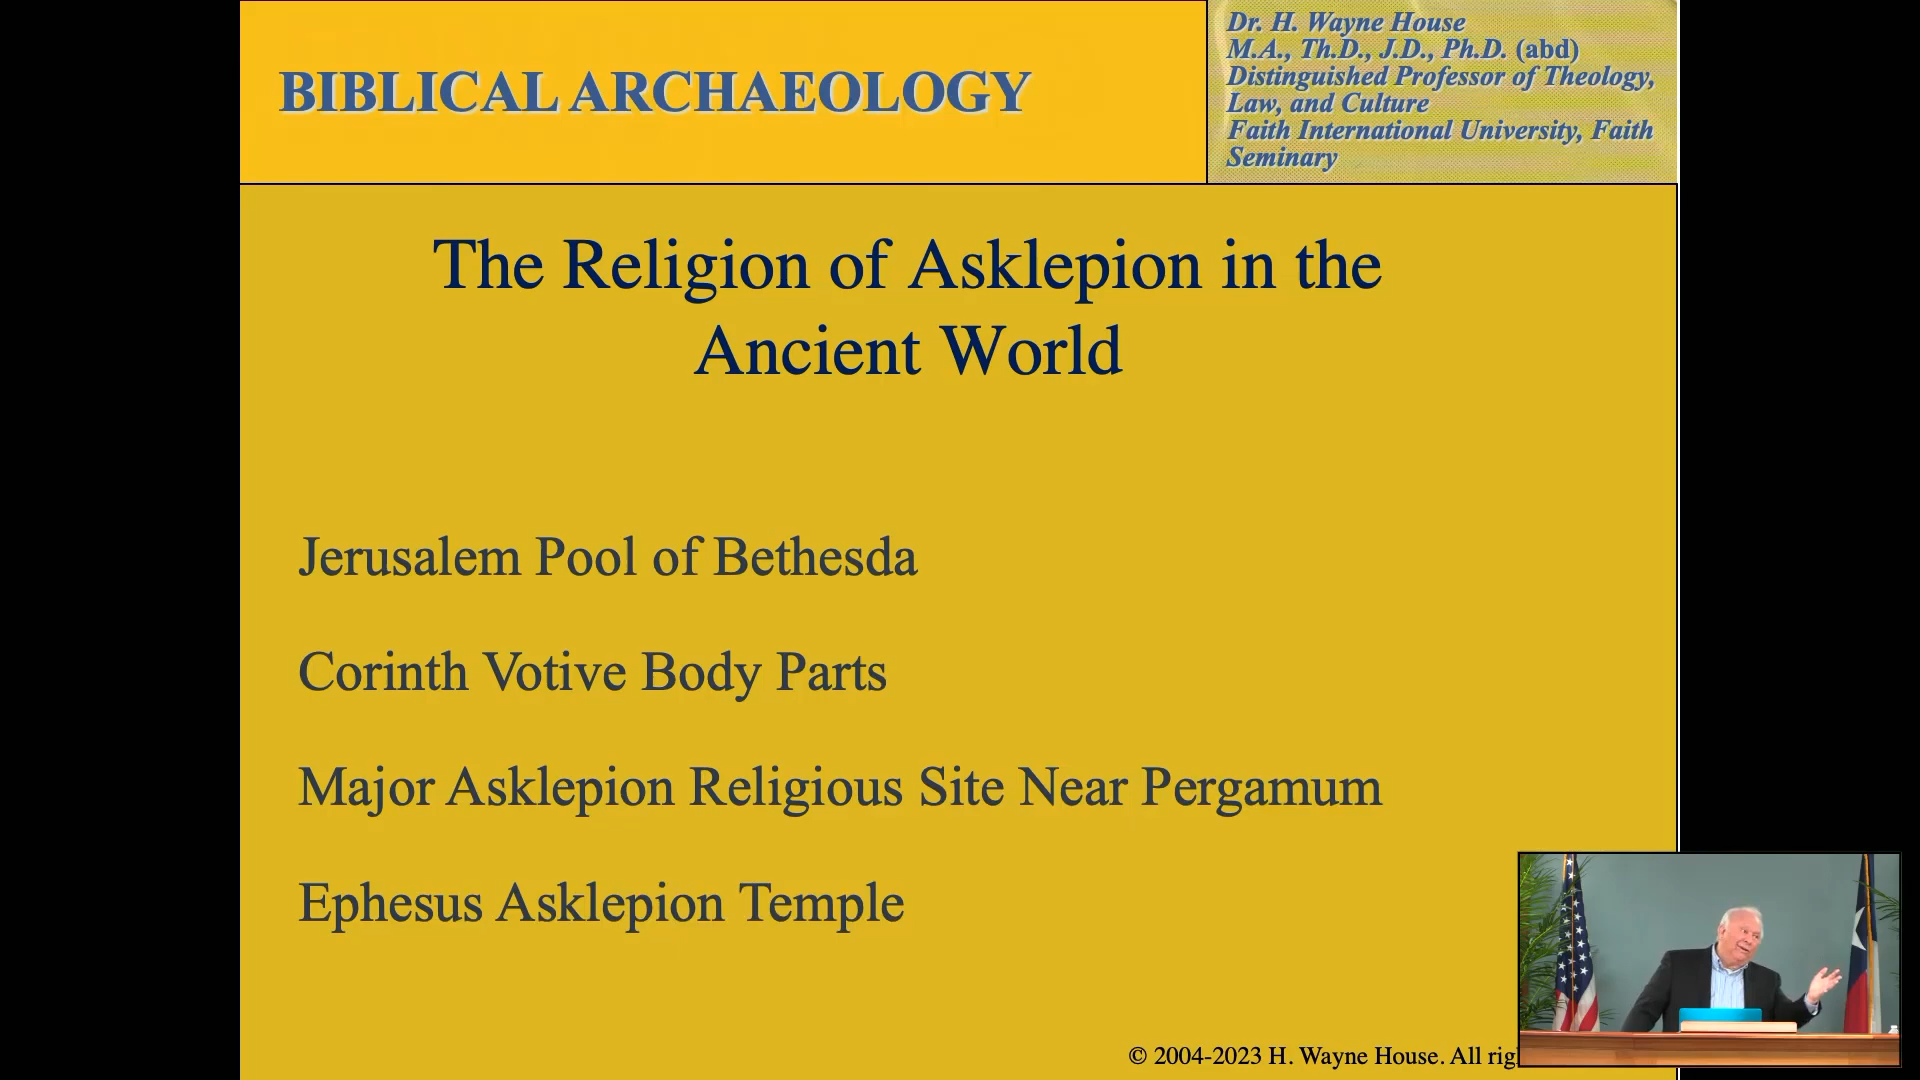 BIBLICAL ARCHAEOLOGY
Dr. H. Wayne House
M.A., Th.D., J.D., Ph.D. (abd)
Distinguished Professor of Theology,
Law, and Culture
Faith International University, Faith
Seminary
The Religion of Asklepion in the
Ancient World
Jerusalem Pool of Bethesda
Corinth Votive Body Parts
Major Asklepion Religious Site Near Pergamum
Ephesus Asklepion Temple
© 2004-2023 H. Wayne House. All